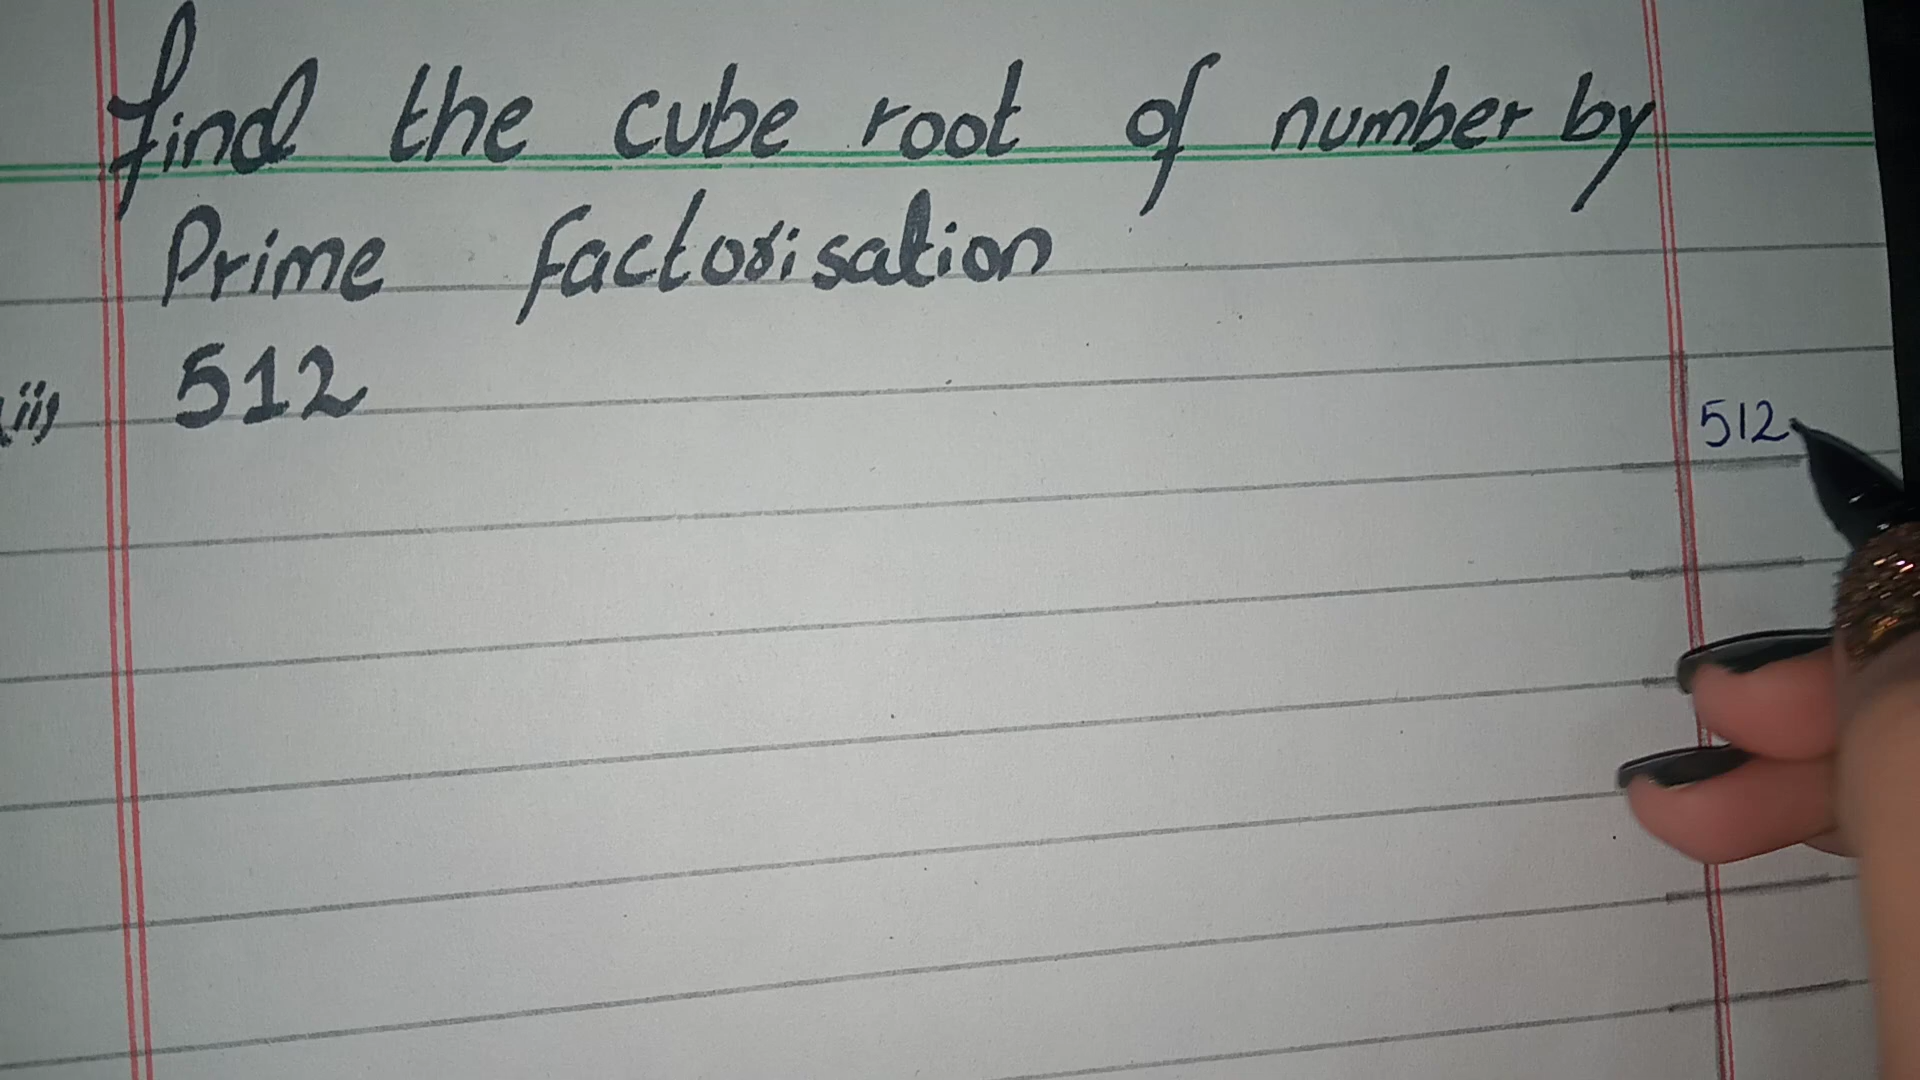 find the cube root of number by
Prime factorisation
(ii) 512
512